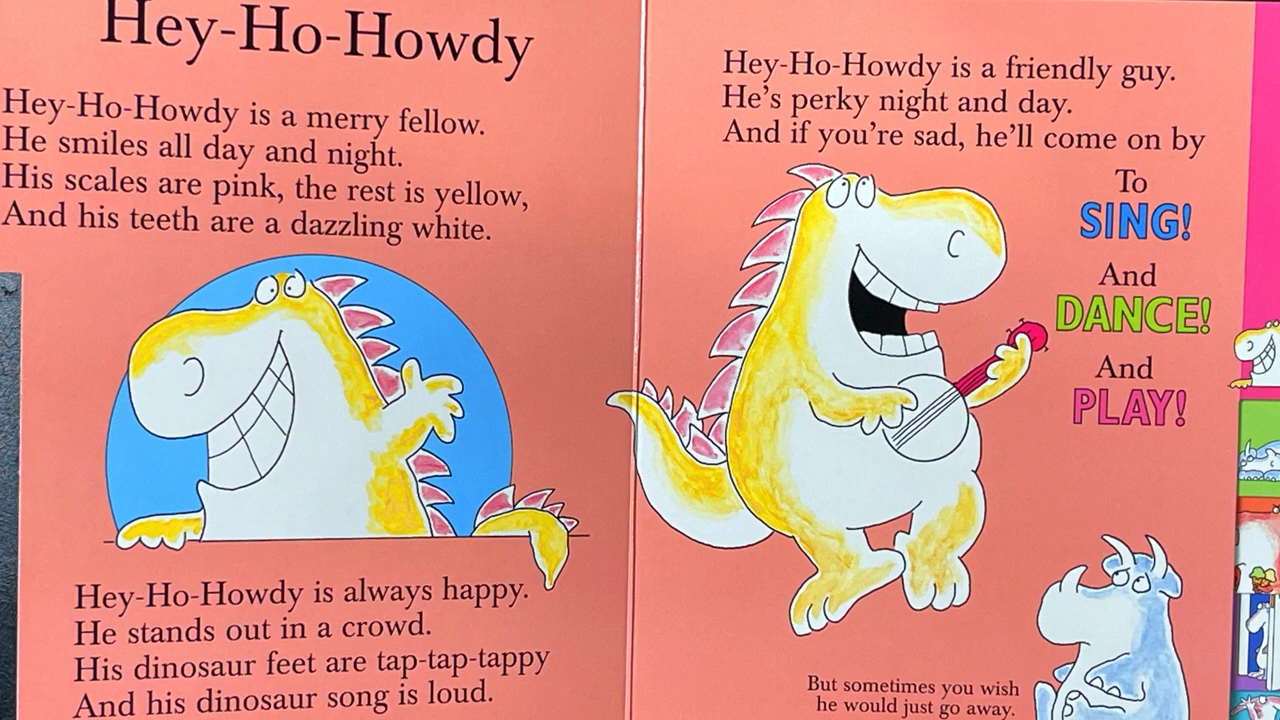 Hey-Ho-Howdy
Hey-Ho-Howdy is a merry fellow.
He smiles all day and night.
His scales are pink, the rest is yellow,
And his teeth are a dazzling white.
Hey-Ho-Howdy is always happy.
He stands out in a crowd.
His dinosaur feet are tap-tap-tappy
And his dinosaur song is loud.
Hey-Ho-Howdy is a friendly guy.
He's perky night and day.
And if you're sad, he'll come on by
To
SING!
And
DANCE!
And
PLAY!
But sometimes you wish
he would just go away.